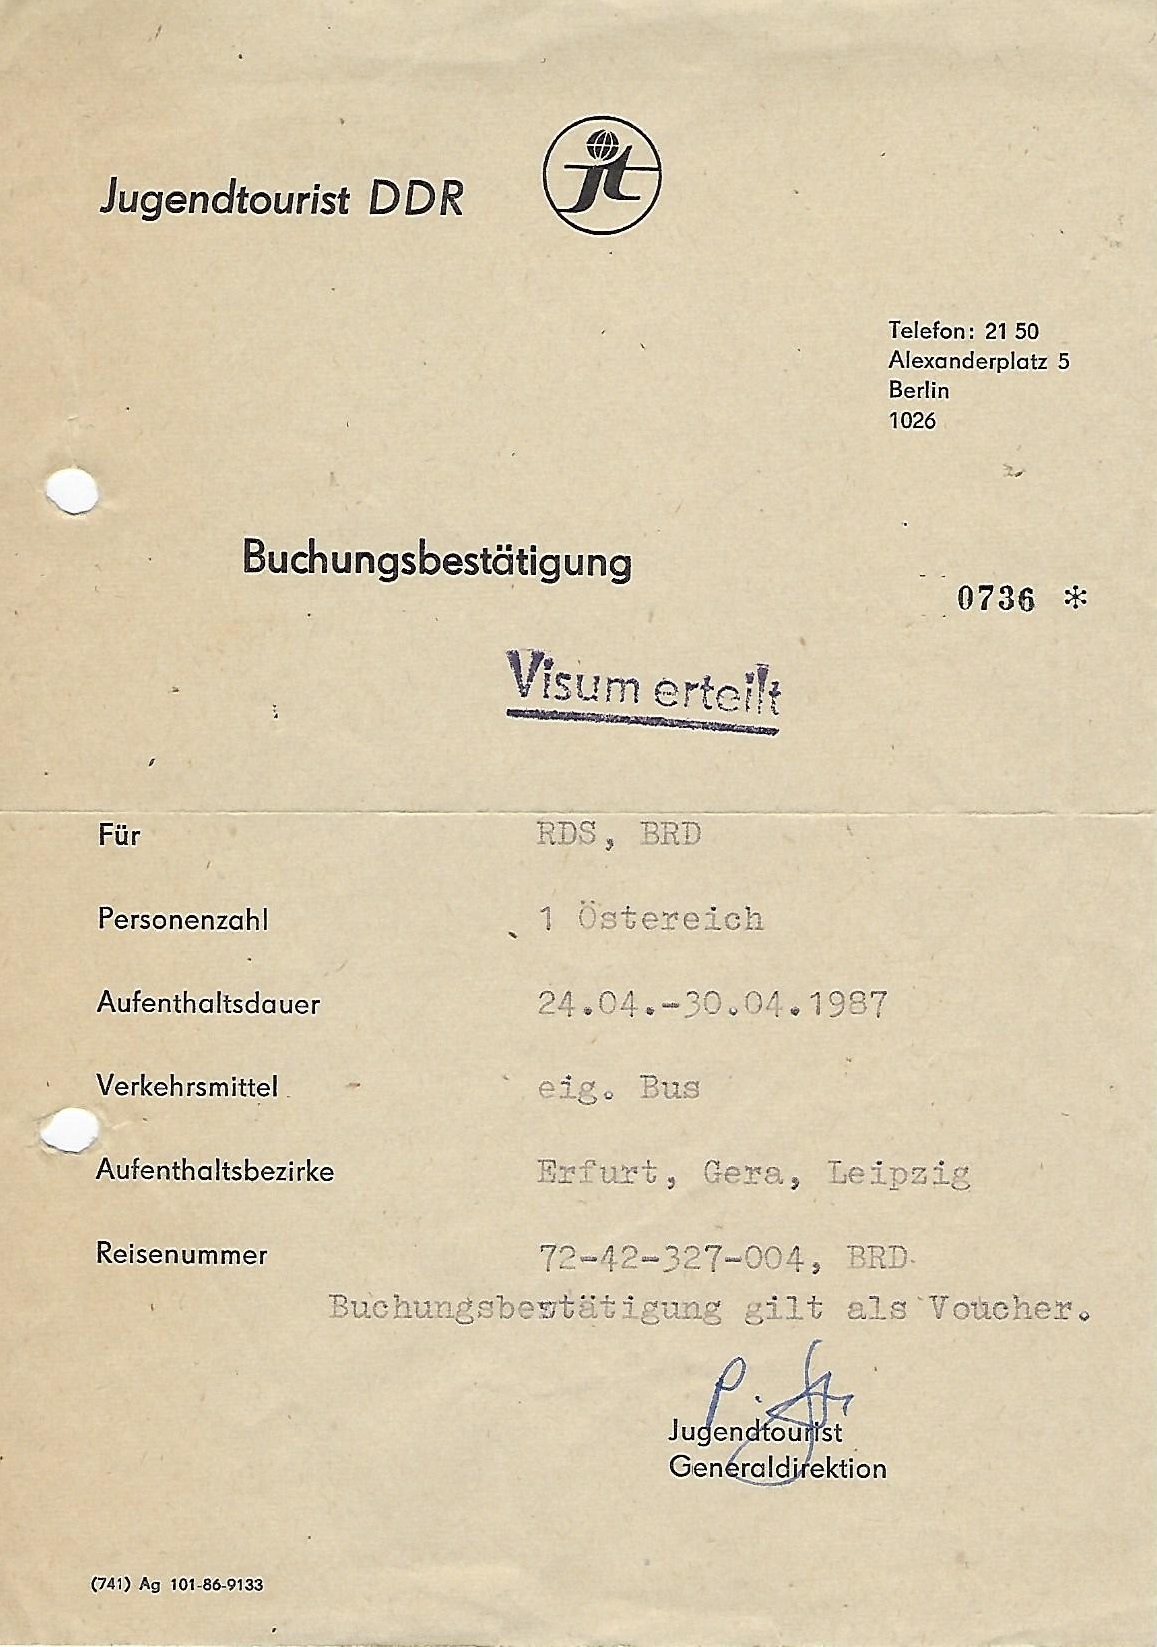 Jugendtourist DDR
jt
Telefon: 21 50
Alexanderplatz 5
Berlin
1026
Buchungsbestätigung
0736 *
Visum erteilt
Für RDS, BRD
Personenzahl 1 Östereich
Aufenthaltsdauer 24.04.-30.04.1987
Verkehrsmittel eig. Bus
Aufenthaltsbezirke Erfurt, Gera, Leipzig
Reisenummer 72-42-327-004, BRD
Buchungsbestätigung gilt als Voucher.
Jugendtourist
Generaldirektion
(741) Ag 101-86-9133